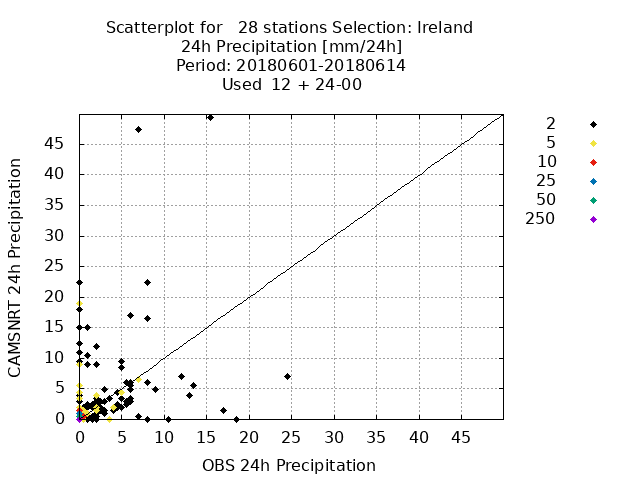 Scatterplot for 28 stations Selection: Ireland
24h Precipitation [mm/24h]
Period: 20180601-20180614
Used 12 + 24-00
2
5
10
25
50
250
CAMSNRT 24h Precipitation
45
40
35
30
25
20
15
10
5
0
0 5 10 15 20 25 30 35 40 45
OBS 24h Precipitation